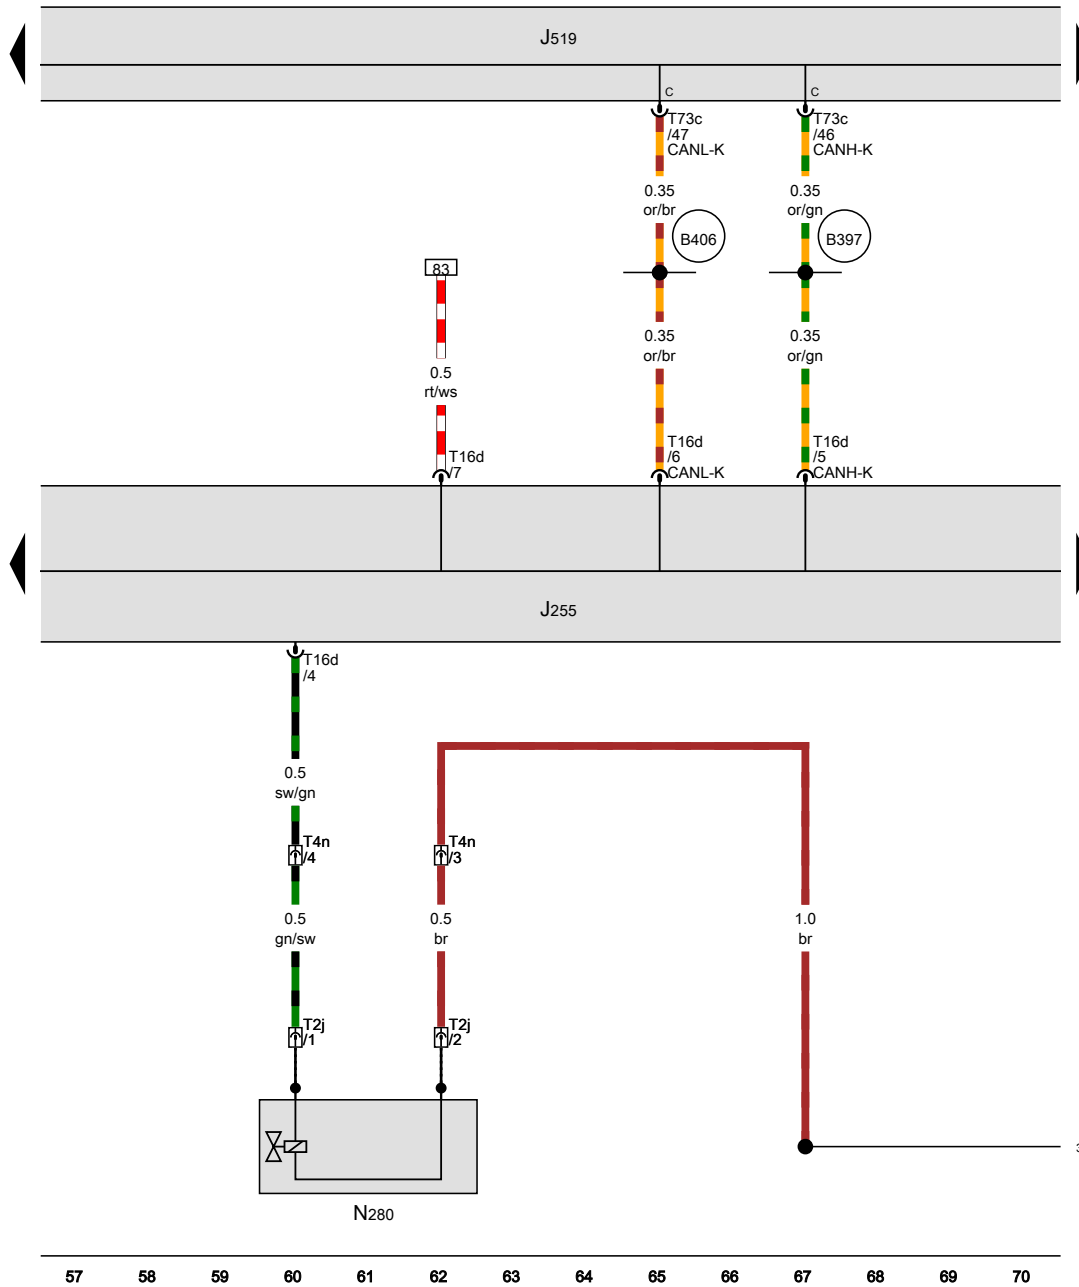 J519
C
C
T73c
/47
CANL-K
T73c
/46
CANH-K
0.35
or/br
0.35
or/gn
B406
B397
83
0.35
or/br
0.35
or/gn
0.5
rt/ws
T16d
/7
T16d
/6
CANL-K
T16d
/5
CANH-K
J255
T16d
/4
0.5
sw/gn
T4n
/4
T4n
/3
0.5
gn/sw
0.5
br
1.0
br
T2j
/1
T2j
/2
N280
57 58 59 60 61 62 63 64 65 66 67 68 69 70